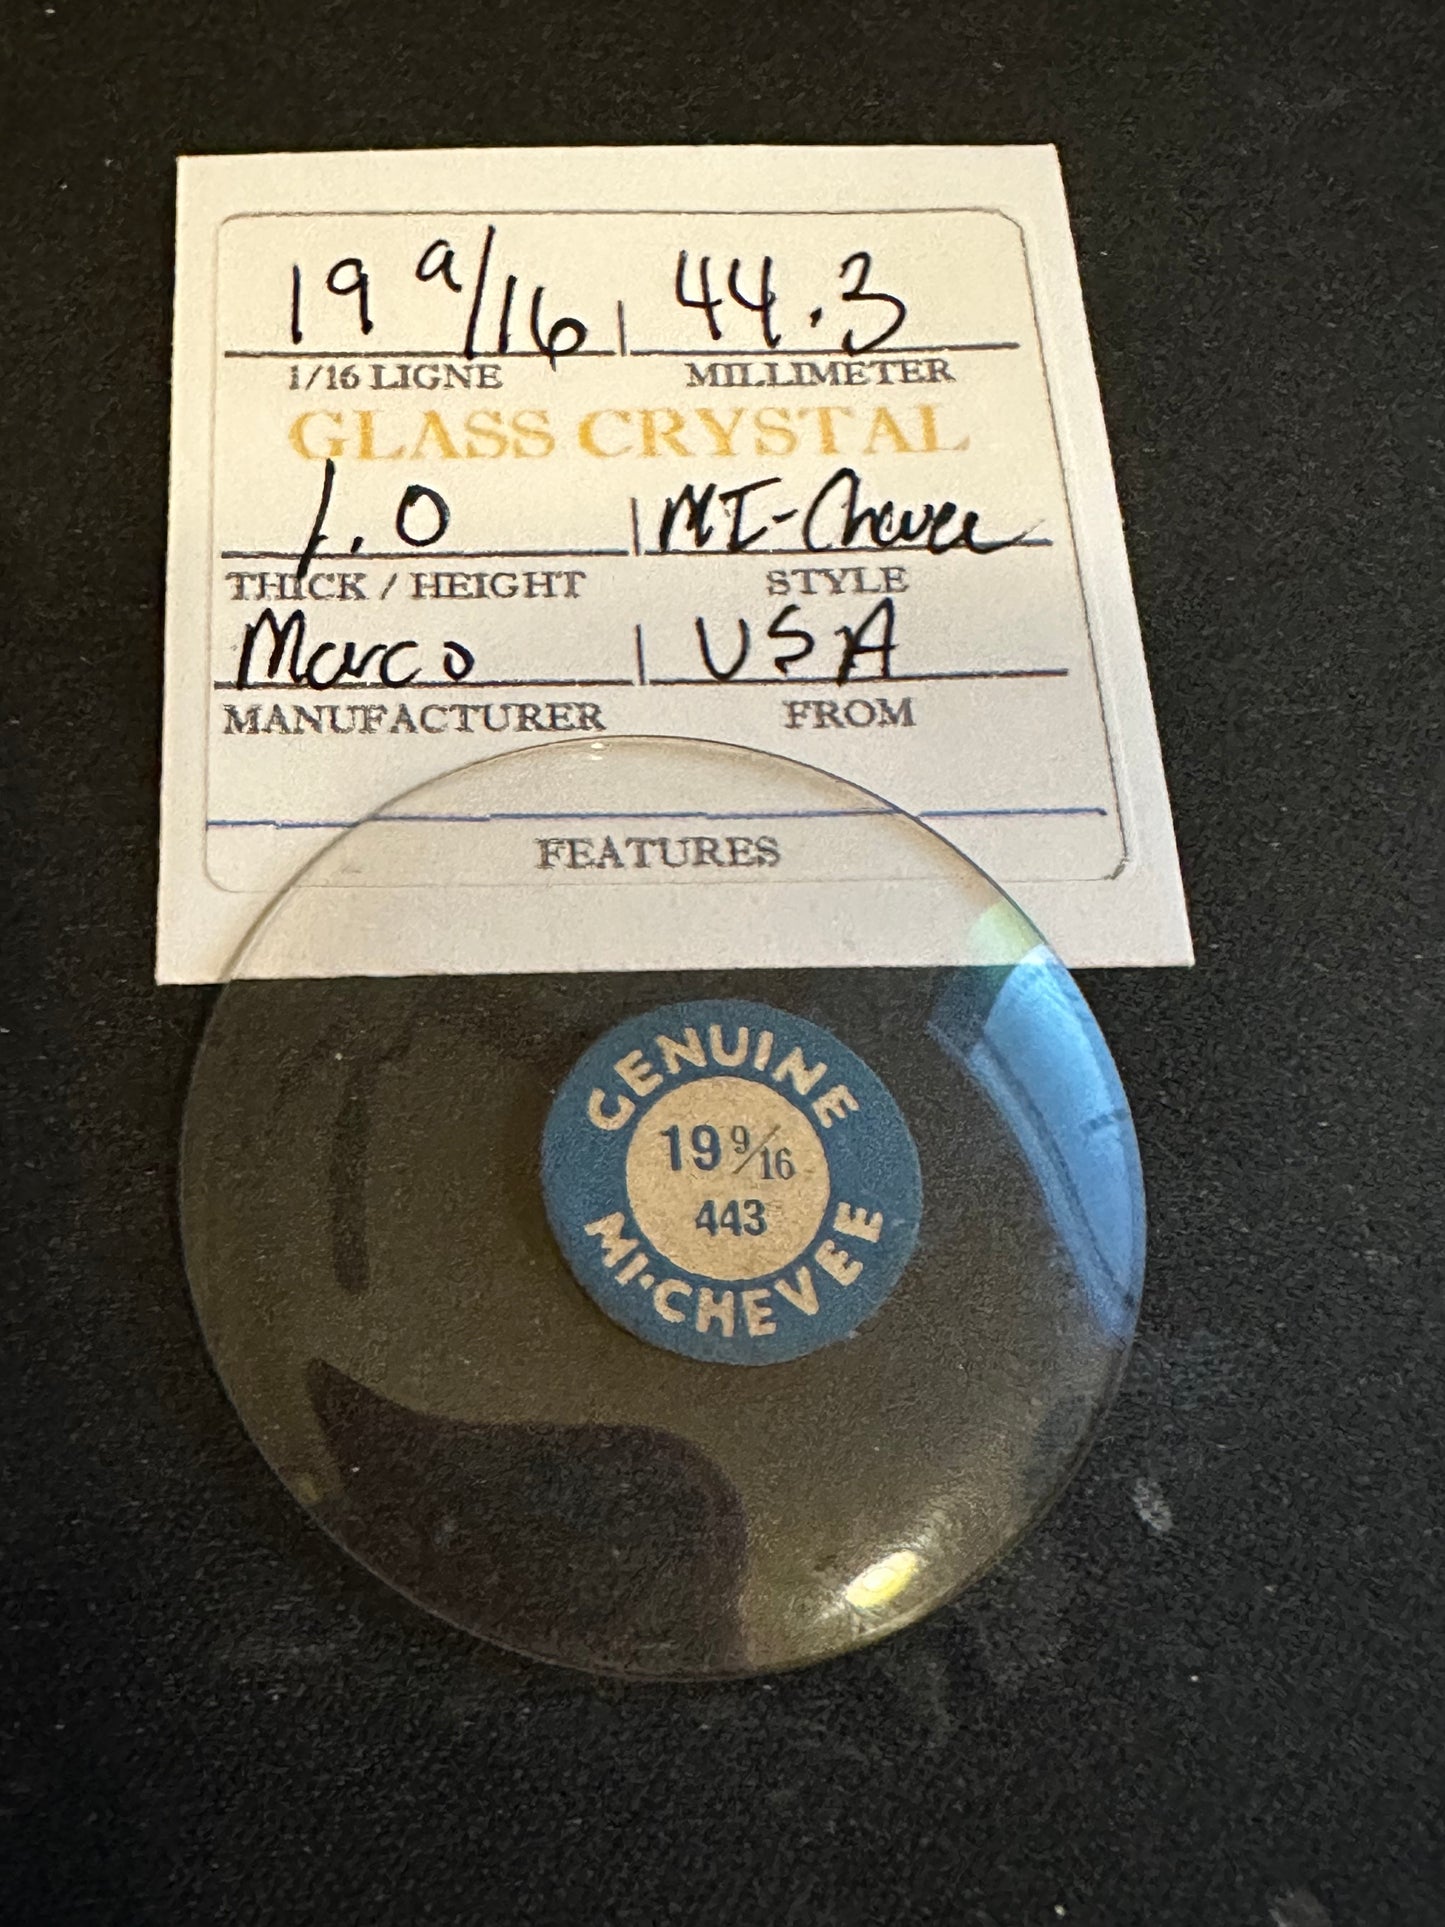 19 9/16 | 44.3
1/16 LIGNE MILLIMETER
GLASS CRYSTAL
1.0 | MI-Chevee
THICK / HEIGHT STYLE
Marco | USA
MANUFACTURER FROM
FEATURES
GENUINE
19 9/16
443
MI-CHEVEE